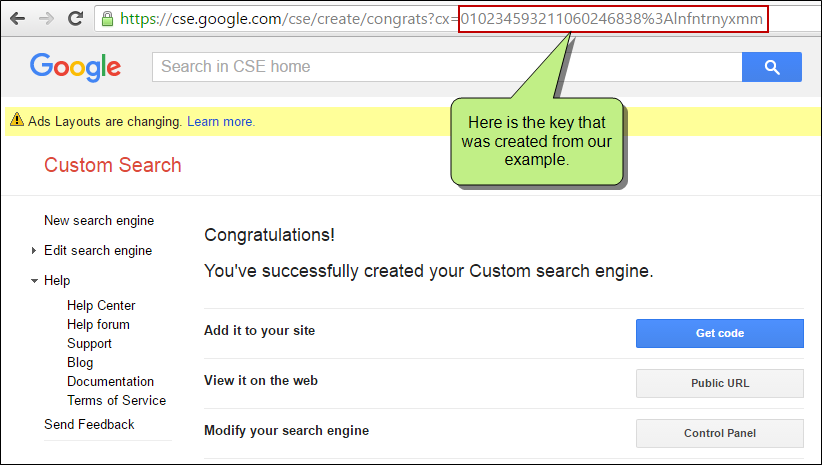 https://cse.google.com/cse/create/congrats?cx=010234593211060246838%3Alnfntrnyxmm
Google
Search in CSE home
Ads Layouts are changing. Learn more.
Here is the key that
was created from our
example.
Custom Search
New search engine
Edit search engine
Help
Help Center
Help forum
Support
Blog
Documentation
Terms of Service
Send Feedback
Congratulations!
You've successfully created your Custom search engine.
Add it to your site
Get code
View it on the web
Public URL
Modify your search engine
Control Panel